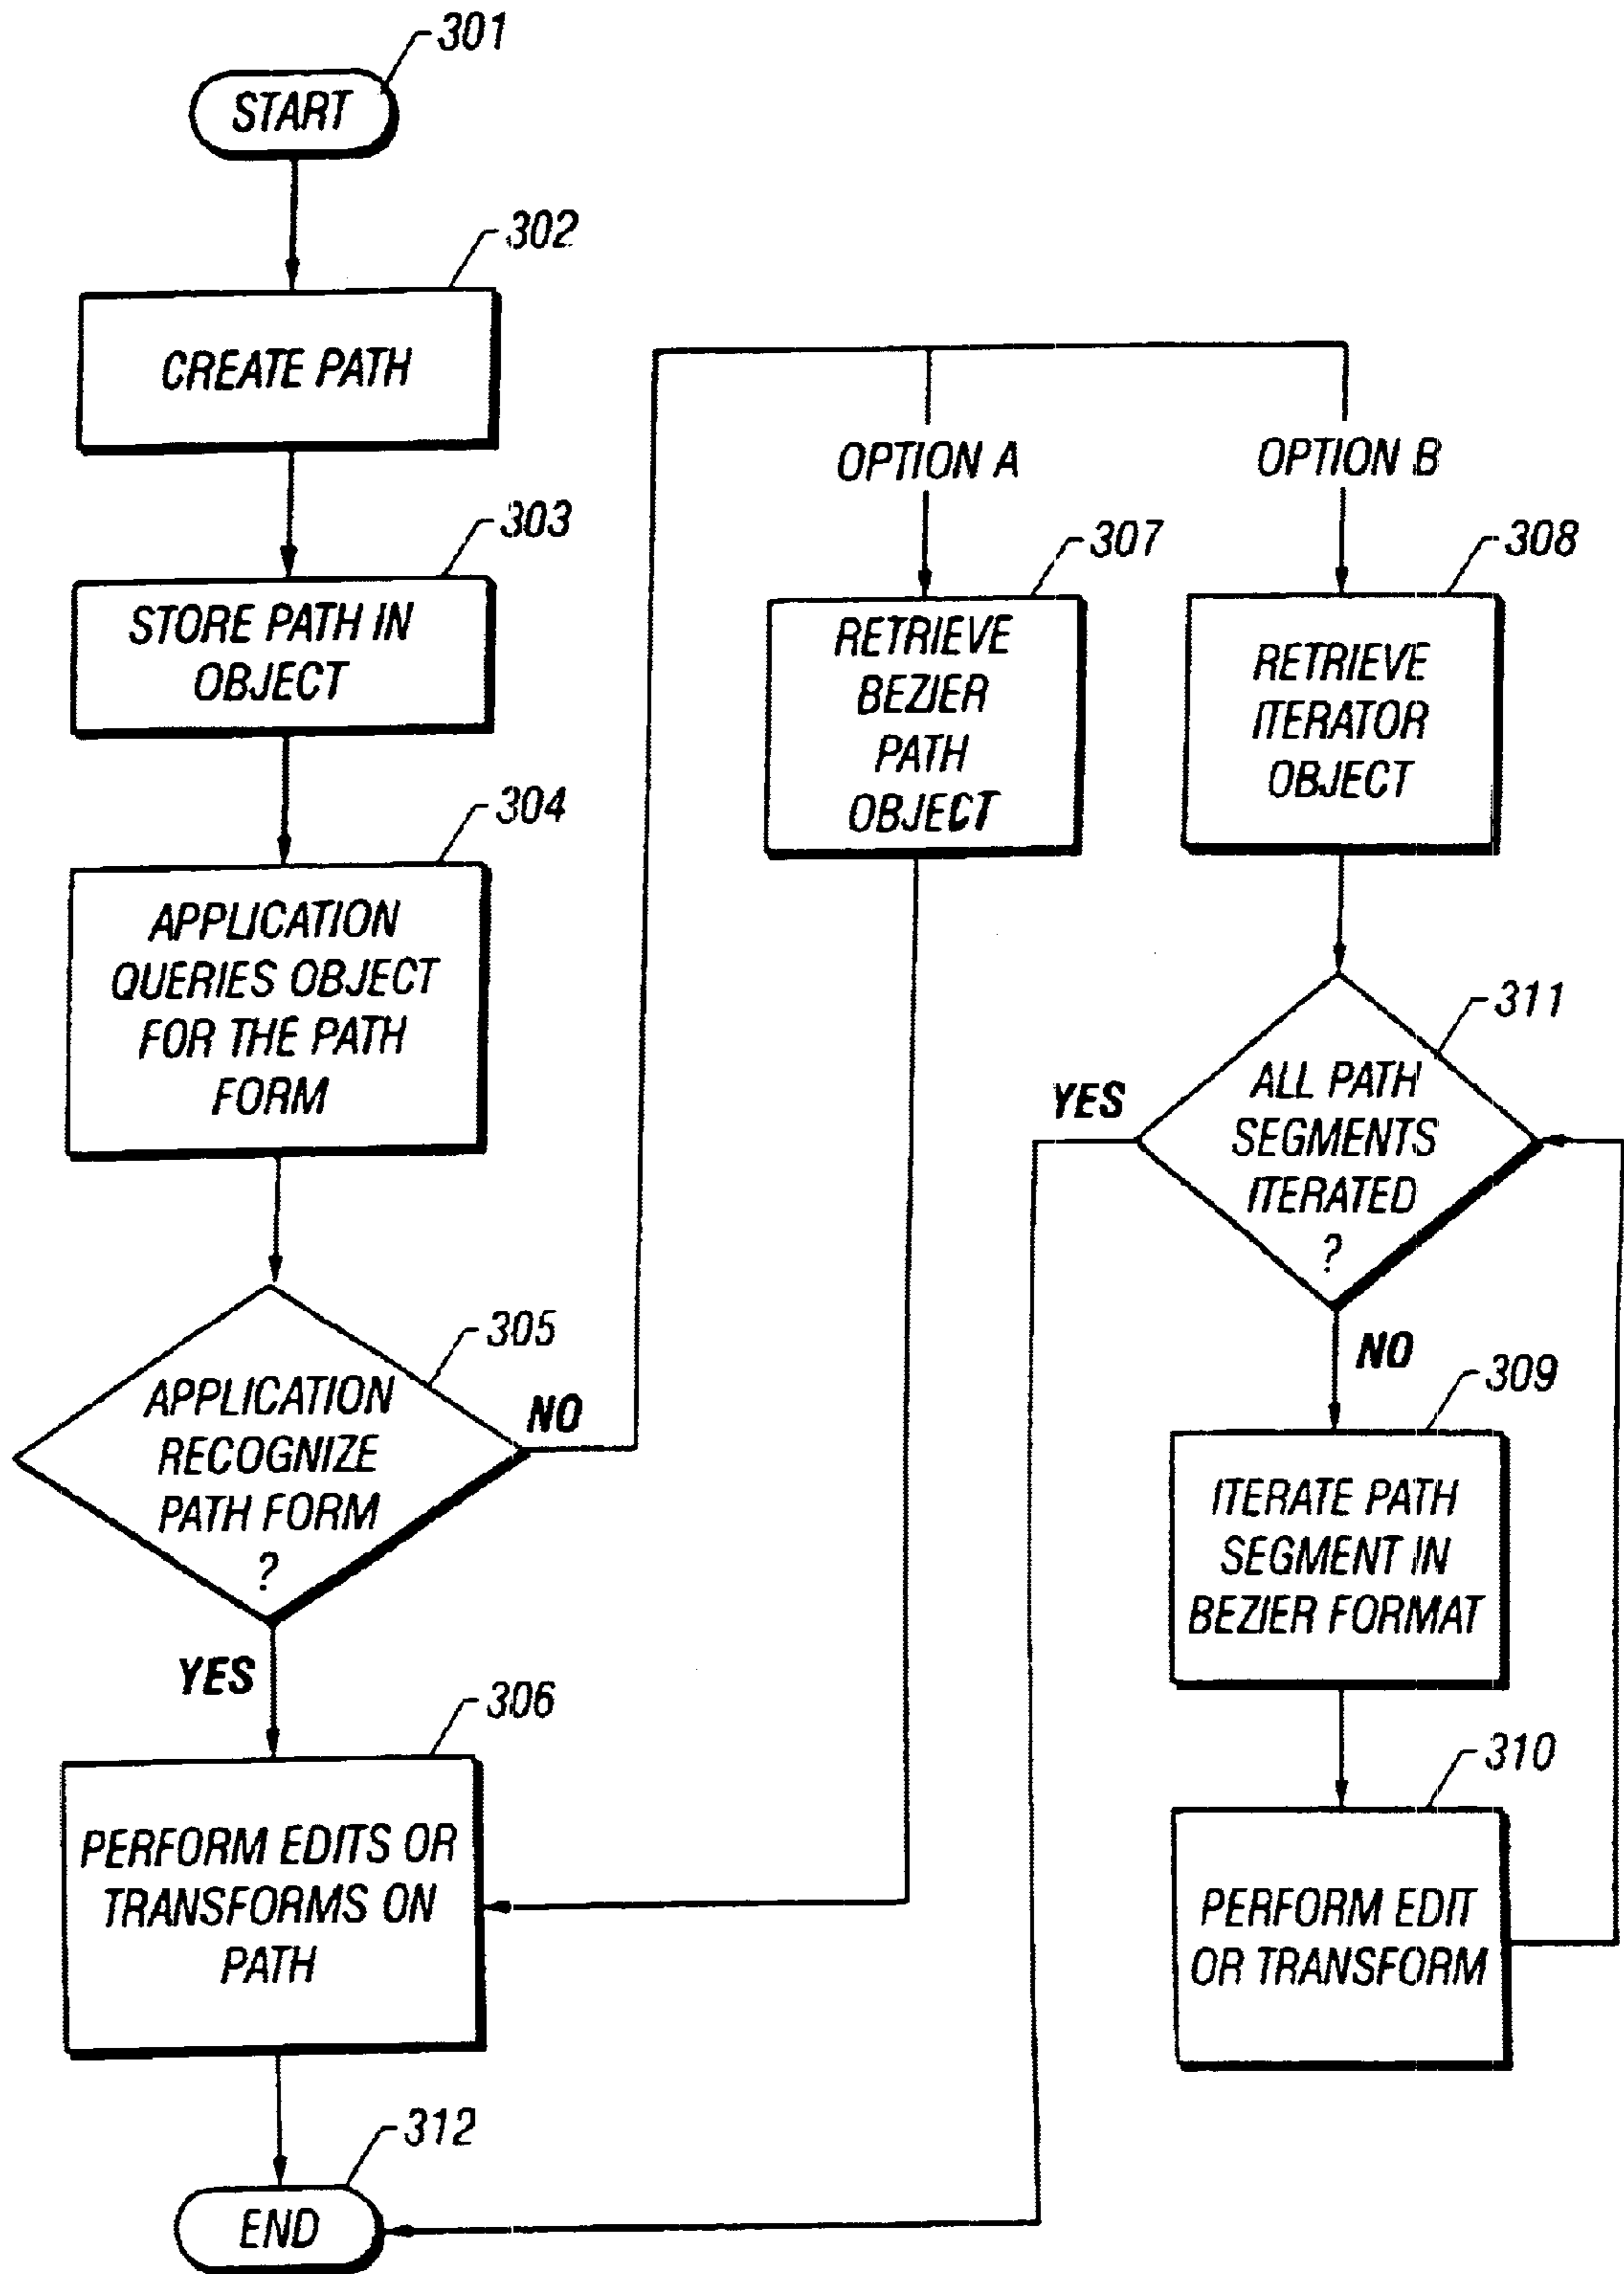 301
START
302
CREATE PATH
303
STORE PATH IN
OBJECT
304
APPLICATION
QUERIES OBJECT
FOR THE PATH
FORM
305
APPLICATION
RECOGNIZE
PATH FORM
?
NO
YES
306
PERFORM EDITS OR
TRANSFORMS ON
PATH
312
END
OPTION A
307
RETRIEVE
BEZIER
PATH
OBJECT
OPTION B
308
RETRIEVE
ITERATOR
OBJECT
311
ALL PATH
SEGMENTS
ITERATED
?
YES
NO
309
ITERATE PATH
SEGMENT IN
BEZIER FORMAT
310
PERFORM EDIT
OR TRANSFORM